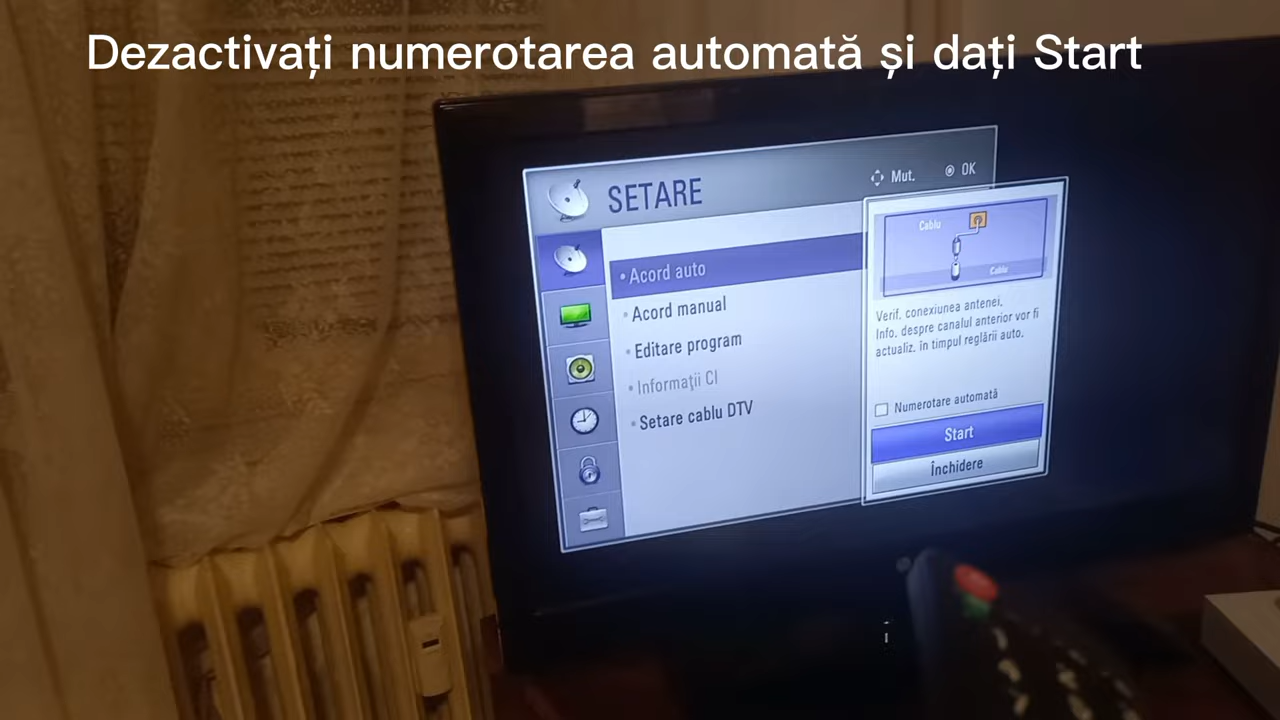 Dezactivați numerotarea automată și dați Start
SETARE
Mut.
OK
Acord auto
Acord manual
Editare program
Informaţii CI
Setare cablu DTV
Cablu
Cablu
Verif. conexiunea antenei.
Info. despre canalul anterior vor fi
actualiz. în timpul reglării auto.
Numerotare automată
Start
Închidere